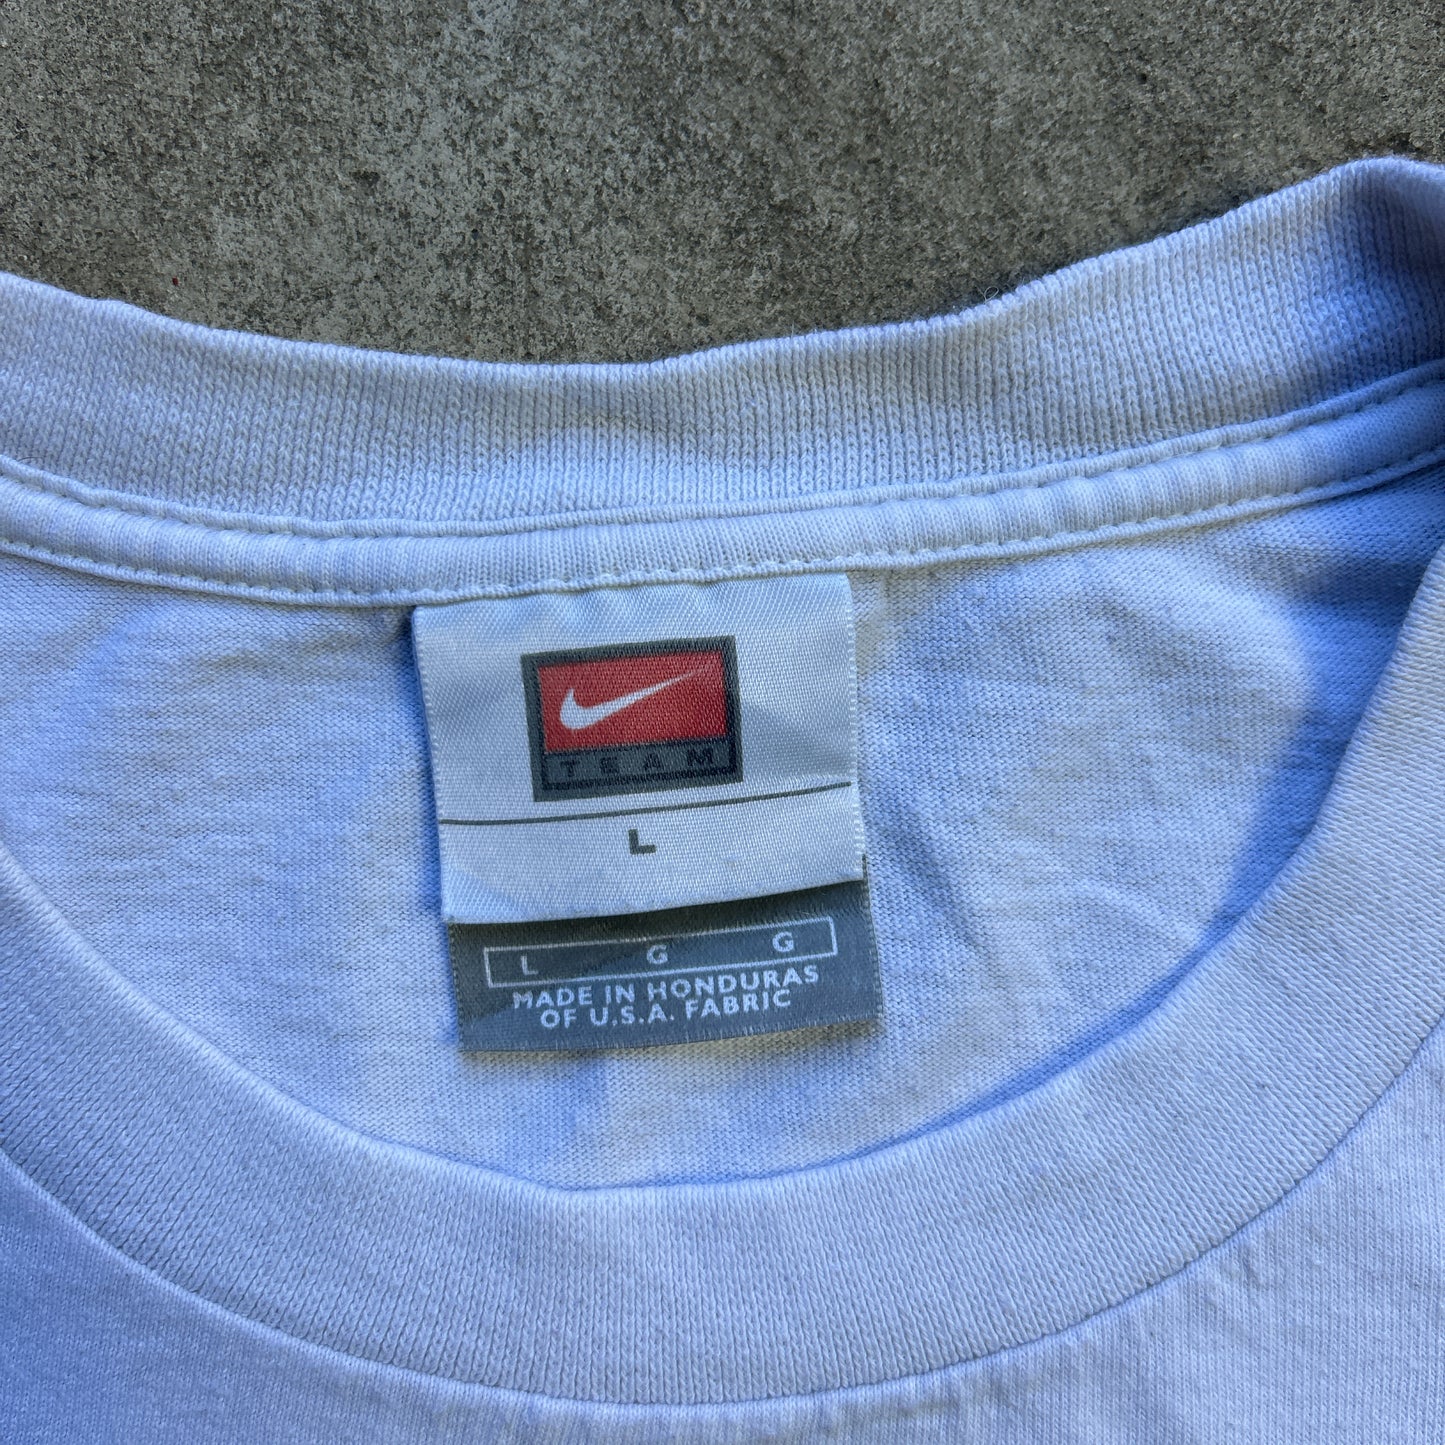 TEAM
L
L G G
MADE IN HONDURAS
OF U.S.A. FABRIC